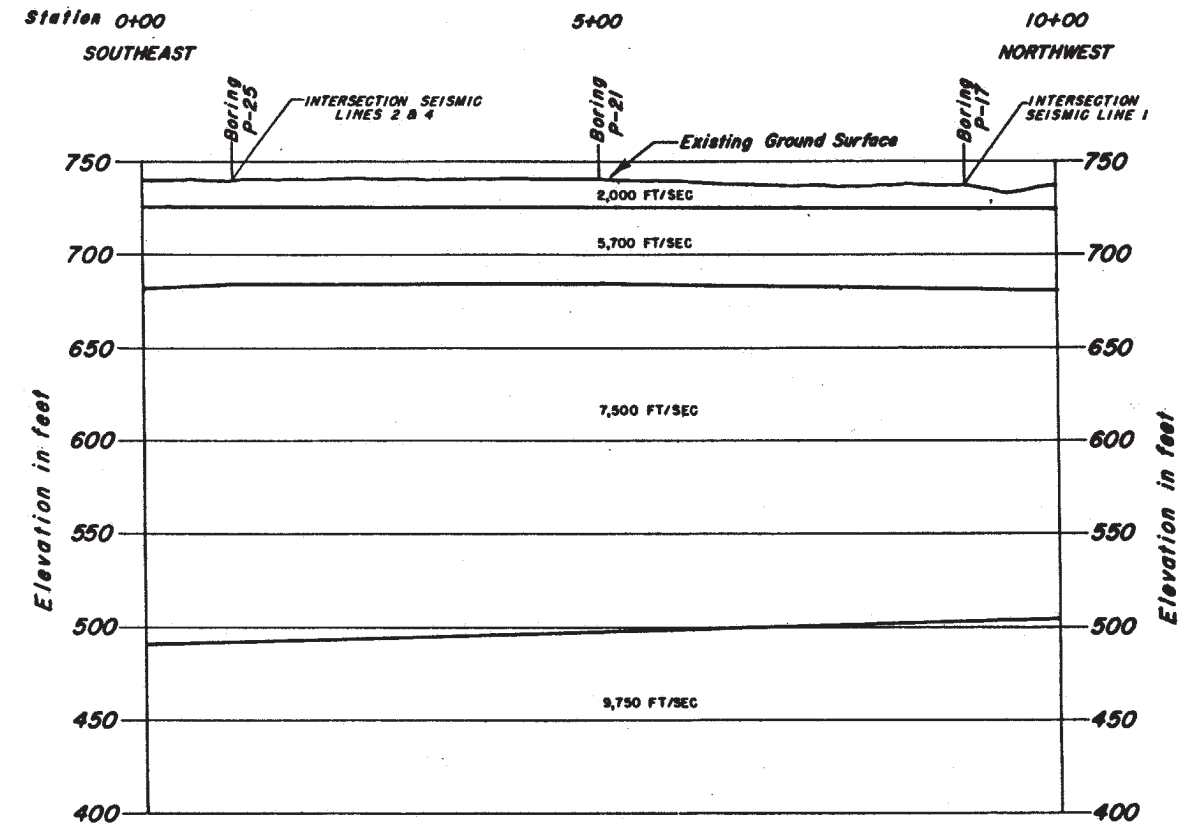 Station 0+00 5+00 10+00
SOUTHEAST NORTHWEST
Boring
P-25
INTERSECTION SEISMIC
LINES 2 & 4
Boring
P-21
Existing Ground Surface
Boring
P-17
INTERSECTION
SEISMIC LINE 1
750 750
2,000 FT/SEC
5,700 FT/SEC
700 700
650 650
7,500 FT/SEC
600 600
550 550
500 500
9,750 FT/SEC
450 450
400 400
Elevation in feet
Elevation in feet